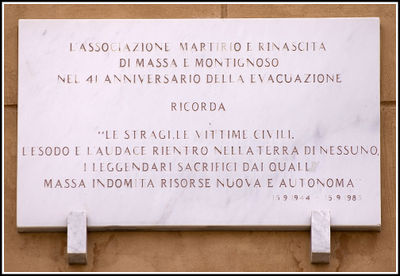 L'ASSOCIAZIONE MARTIRIO E RINASCITA
DI MASSA E MONTIGNOSO
NEL 41 ANNIVERSARIO DELLA EVACUAZIONE
RICORDA
"LE STRAGI, LE VITTIME CIVILI,
L'ESODO E L'AUDACE RIENTRO NELLA TERRA DI NESSUNO,
I LEGGENDARI SACRIFICI DAI QUALI
MASSA INDOMITA RISORSE NUOVA E AUTONOMA"
15.9.1944 - 15.9.1985